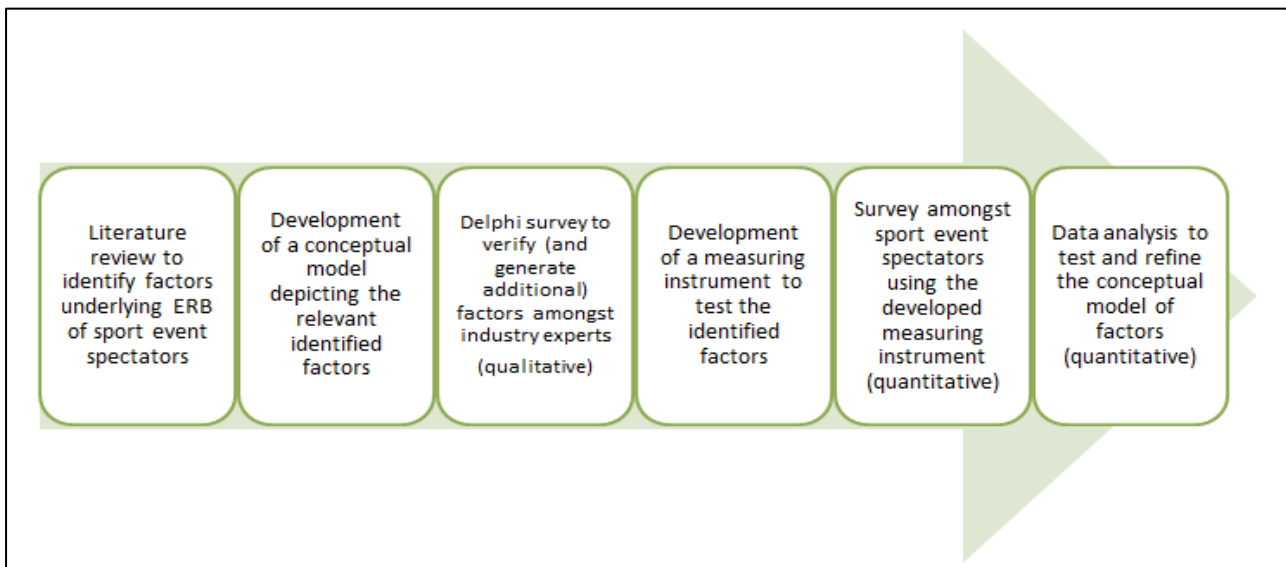 Literature
review to
identify factors
underlying ERB
of sport event
spectators
Development
of a conceptual
model
depicting the
relevant
identified
factors
Delphi survey to
verify (and
generate
additional)
factors amongst
industry experts
(qualitative)
Development
of a measuring
instrument to
test the
identified
factors
Survey amongst
sport event
spectators
using the
developed
measuring
instrument
(quantitative)
Data analysis to
test and refine
the conceptual
model of
factors
(quantitative)